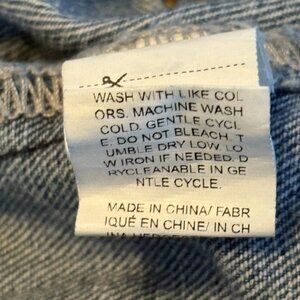 WASH WITH LIKE COL
ORS. MACHINE WASH
COLD. GENTLE CYCL
E. DO NOT BLEACH. T
UMBLE DRY LOW. LO
W IRON IF NEEDED. D
RYCLEANABLE IN GE
NTLE CYCLE.
MADE IN CHINA/ FABR
IQUÉ EN CHINE/ IN CH
INA